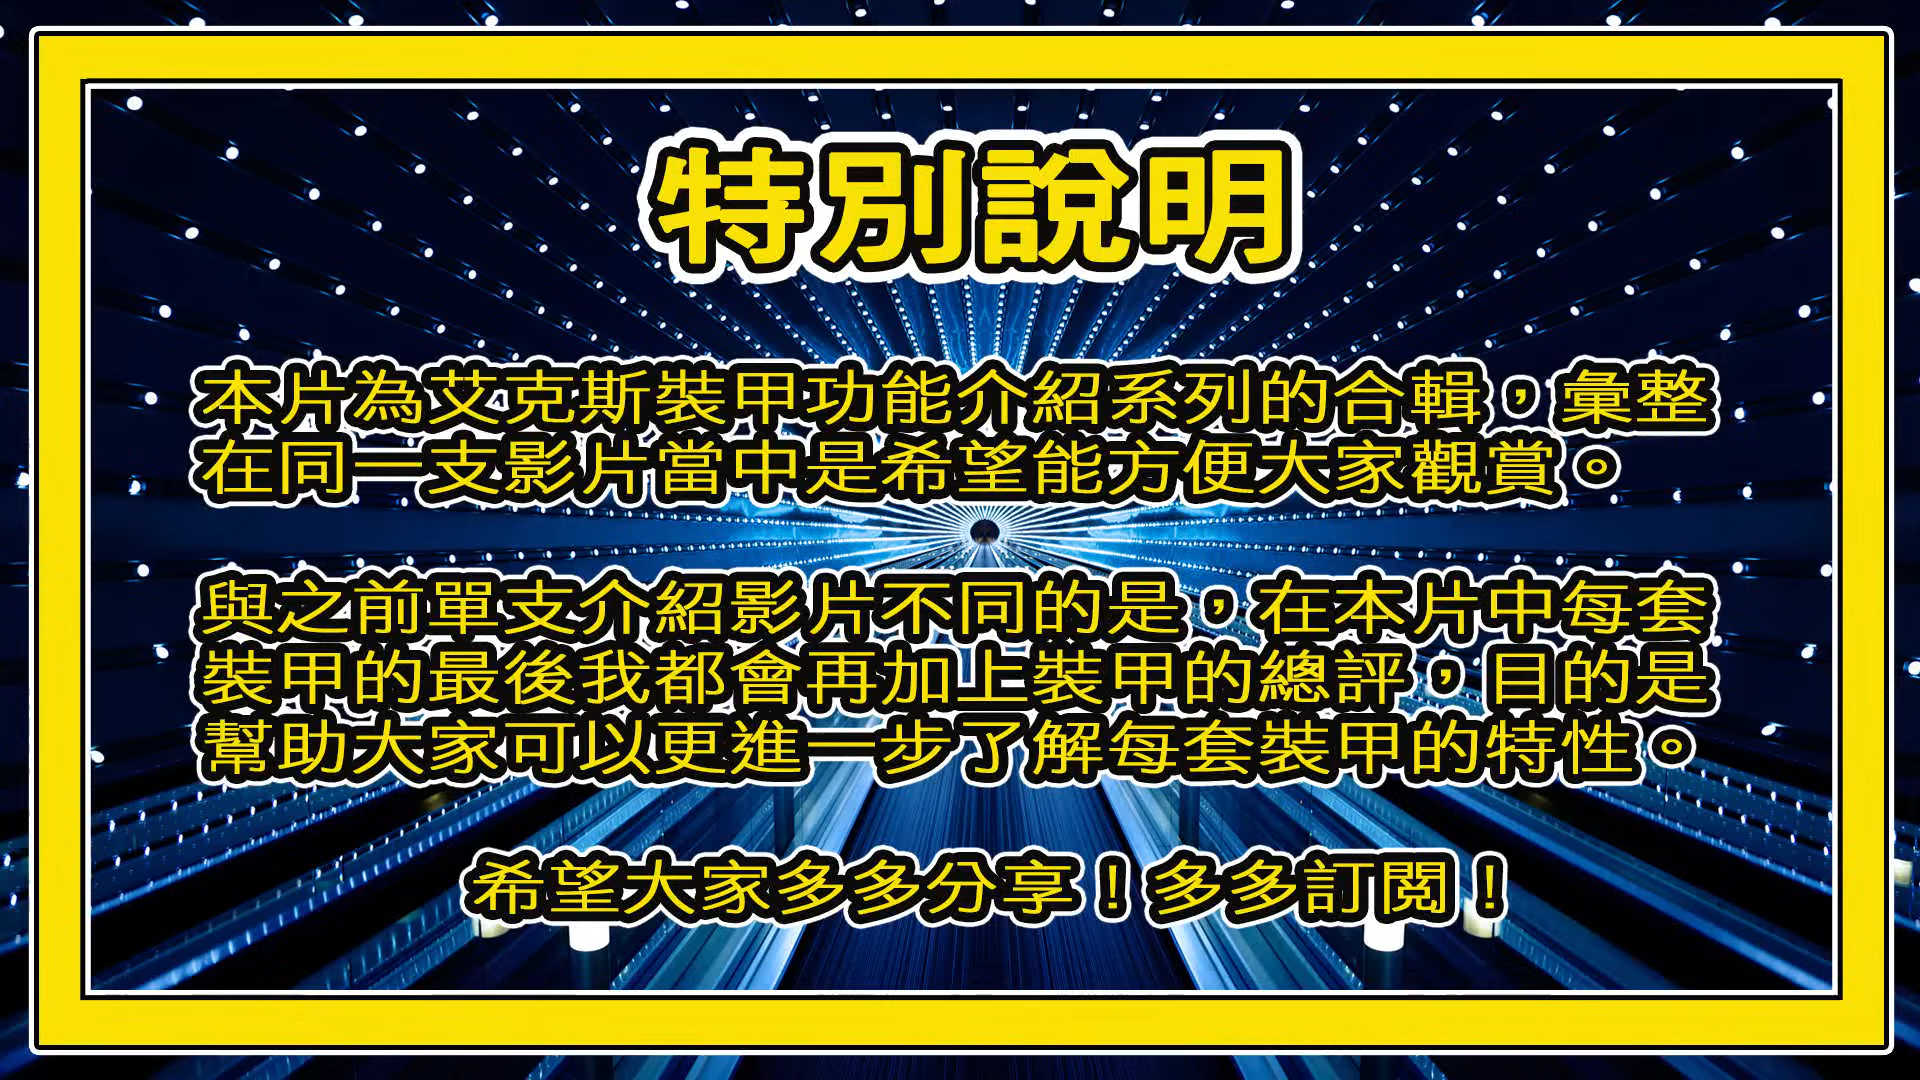 特別說明
本片為艾克斯裝甲功能介紹系列的合輯，彙整
在同一支影片當中是希望能方便大家觀賞。
與之前單支介紹影片不同的是，在本片中每套
裝甲的最後我都會再加上裝甲的總評，目的是
幫助大家可以更進一步了解每套裝甲的特性。
希望大家多多分享！多多訂閱！